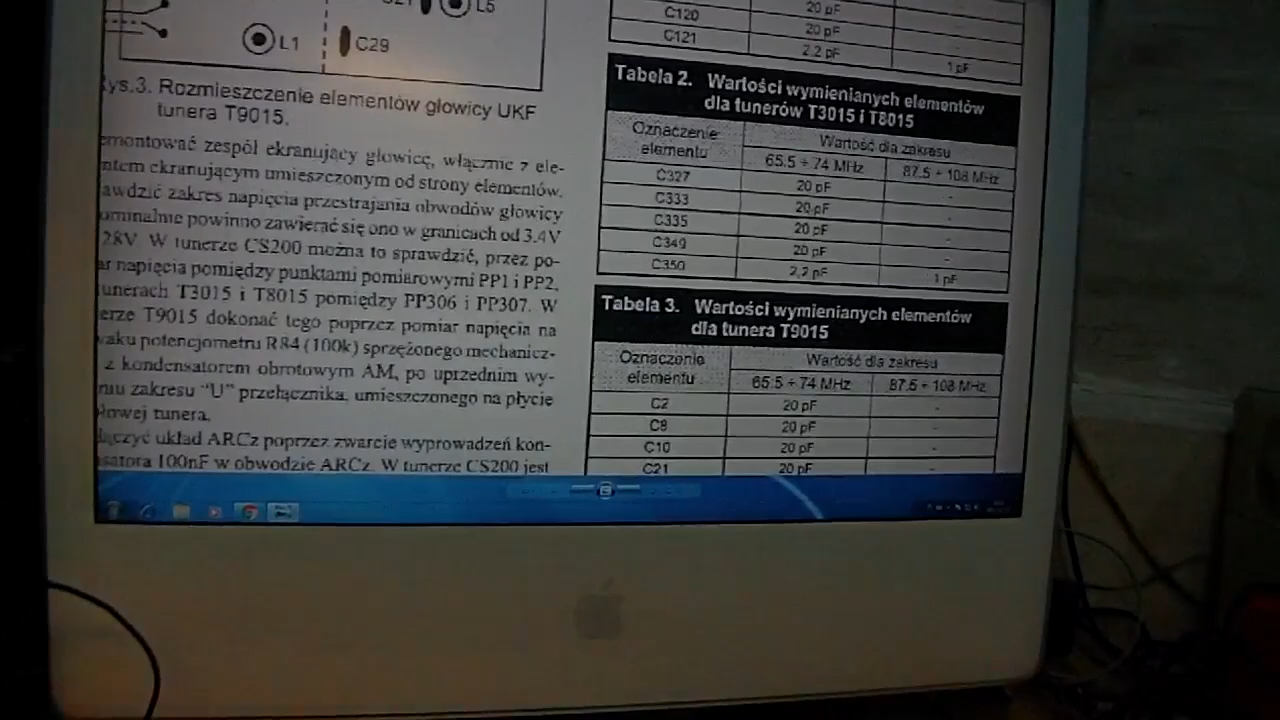 L5
L1
C29
ys.3. Rozmieszczenie elementów głowicy UKF
tunera T9015.
emontować zespół ekranujący głowicę, włącznie z ele-
ntem ekranującym umieszczonym od strony elementów.
awdzić zakres napięcia przestrajania obwodów głowicy
ominalnie powinno zawierać się ono w granicach od 3.4V
28V. W tunerze CS200 można to sprawdzić, przez po-
ar napięcia pomiędzy punktami pomiarowymi PP1 i PP2,
unerach T3015 i T8015 pomiędzy PP306 i PP307. W
erze T9015 dokonać tego poprzez pomiar napięcia na
aku potencjometru R84 (100k) sprzężonego mechanicz-
z kondensatorem obrotowym AM, po uprzednim wy-
niu zakresu "U" przełącznika, umieszczonego na płycie
łowej tunera.
łączyć układ ARCz poprzez zwarcie wyprowadzeń kon-
satora 100nF w obwodzie ARCz. W tunerze CS200 jest
20 pF
C120 20 pF -
C121 2,2 pF 1 pF
Tabela 2. Wartości wymienianych elementów
dla tunerów T3015 i T8015
Oznaczenie elementu Wartość dla zakresu
65.5 ÷ 74 MHz 87.5 ÷ 108 MHz
C327 20 pF -
C333 20 pF -
C335 20 pF -
C349 20 pF -
C350 2,2 pF 1 pF
Tabela 3. Wartości wymienianych elementów
dla tunera T9015
Oznaczenie elementu Wartość dla zakresu
65.5 ÷ 74 MHz 87.5 ÷ 108 MHz
C2 20 pF -
C8 20 pF -
C10 20 pF -
C21 20 pF